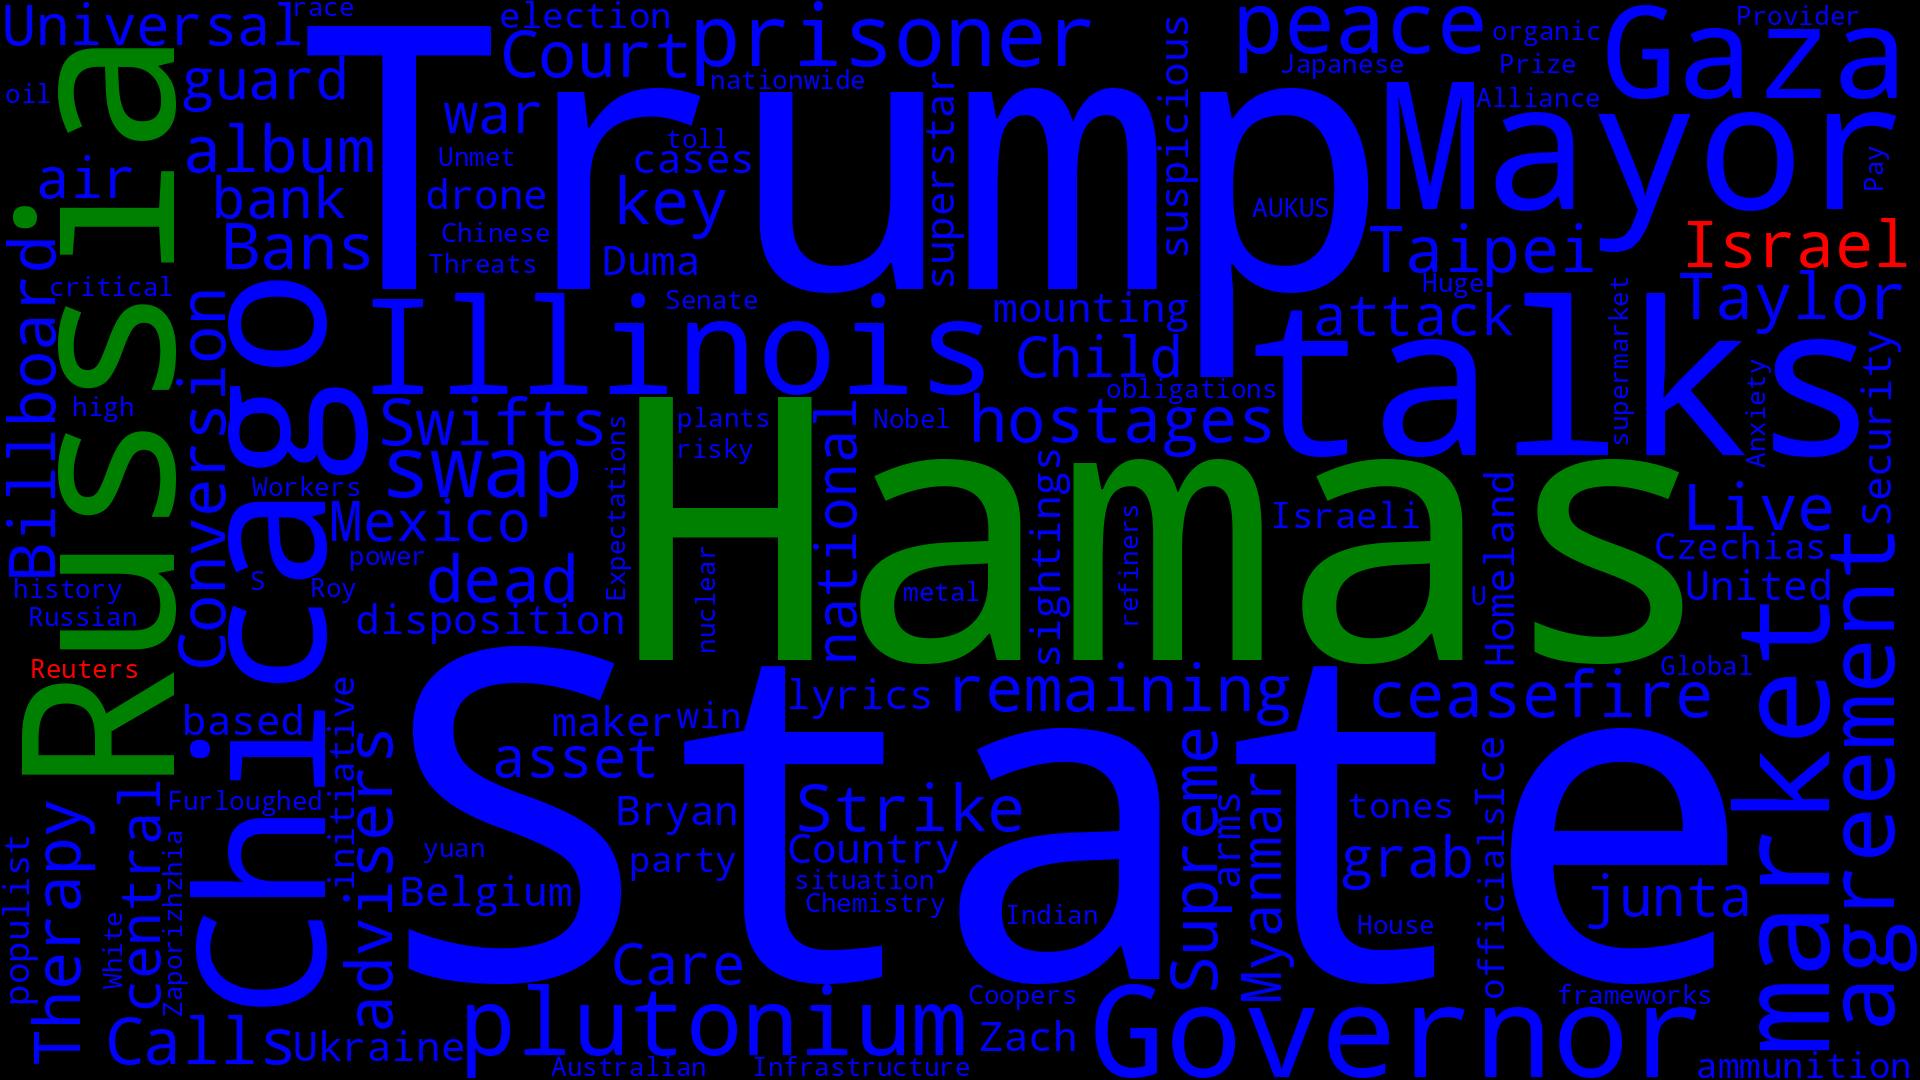 Universal
race
election
prisoner
peace
organic
Provider
Gaza
Trump
Court
nationwide
suspicious
Japanese
Prize
oil
guard
war
toll
superstar
Alliance
Mayor
album
Unmet
cases
Pay
air
bank
drone
key
AUKUS
Bans
Chinese
Threats
Duma
Taipei
Israel
Russia
Billboard
critical
Conversion
Illinois
Senate
mounting
Huge
attack
supermarket
Taylor
Child
talks
Anxiety
Security
high
Chicago
Swifts
Expectations
plants
risky
national
Nobel
obligations
hostages
swap
Workers
Hamas
sightings
refiners
Israeli
Homeland
Live
Mexico
power
nuclear
Czechias
history
S
Roy
dead
metal
U
United
Russian
disposition
agreement
Reuters
Global
based
initiative
advisers
maker
win
lyrics
remaining
ceasefire
market
asset
State
Supreme
Ice
Furloughed
central
Therapy
populist
Bryan
Strike
arms
Myanmar
tones
officials
yuan
party
Country
grab
White
Zaporizhzhia
Belgium
situation
Chemistry
Indian
House
junta
Care
Calls
Ukraine
plutonium
Coopers
Zach
Governor
frameworks
Australian
Infrastructure
ammunition